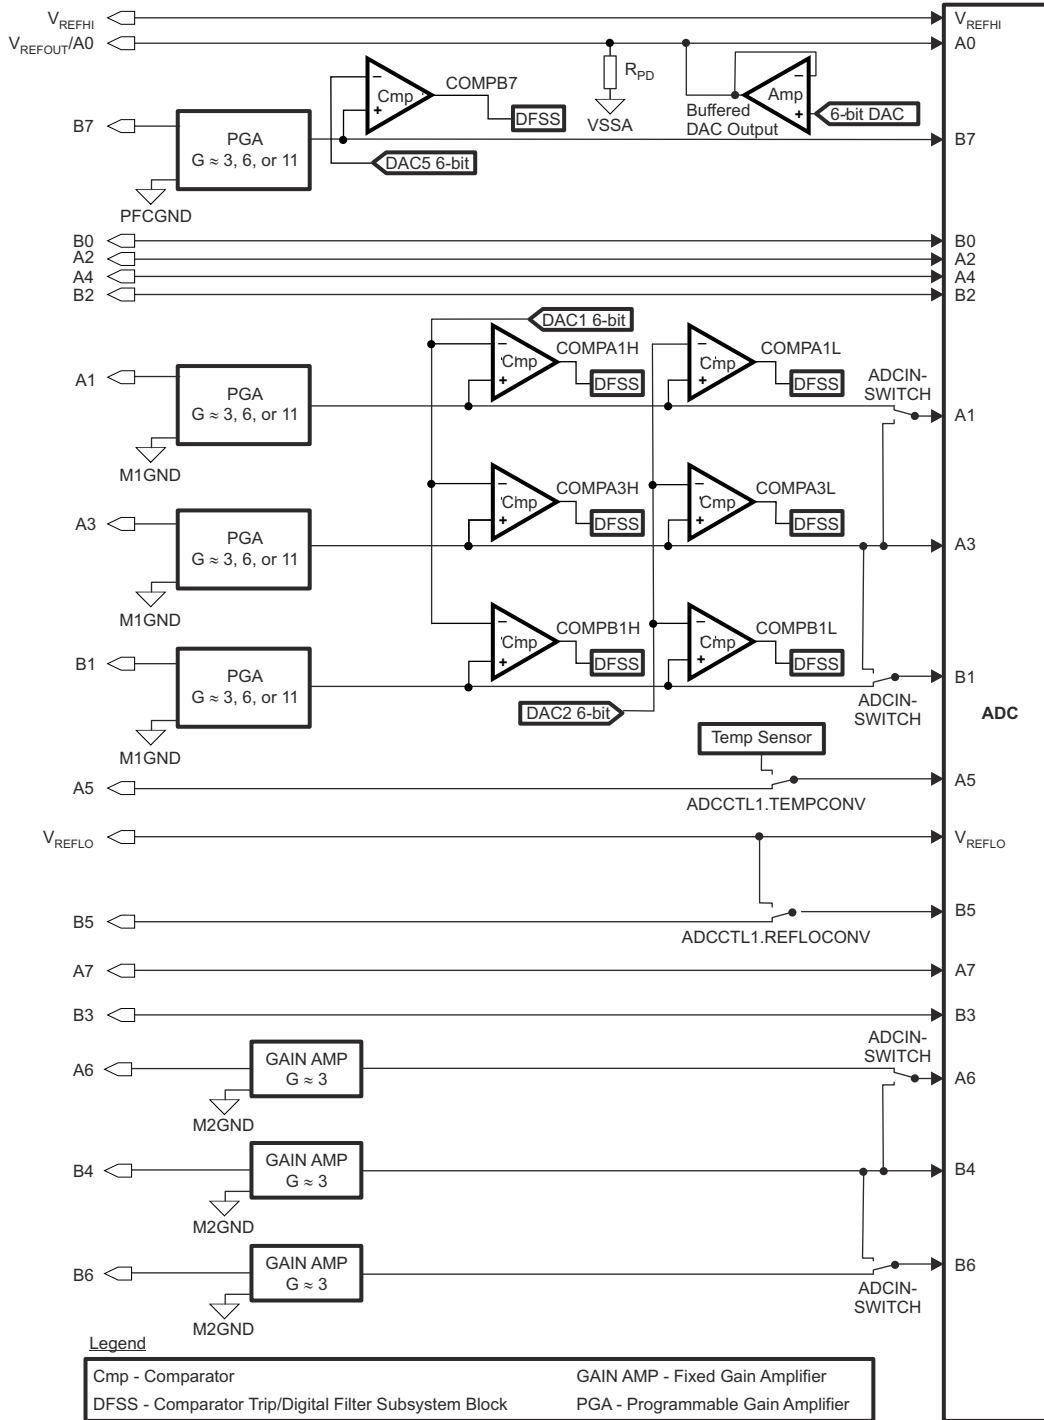 VREFHI
VREFHI
VREFOUT/A0
A0
COMPB7
Cmp
DFSS
RPD
VSSA
Amp
Buffered
DAC Output
6-bit DAC
B7
PGA
G ≈ 3, 6, or 11
DAC5 6-bit
B7
PFCGND
B0
B0
A2
A2
A4
A4
B2
B2
DAC1 6-bit
COMPA1H
Cmp
DFSS
COMPA1L
Cmp
DFSS
ADCIN-
SWITCH
A1
PGA
G ≈ 3, 6, or 11
A1
M1GND
COMPA3H
Cmp
DFSS
COMPA3L
Cmp
DFSS
A3
PGA
G ≈ 3, 6, or 11
A3
M1GND
COMPB1H
Cmp
DFSS
COMPB1L
Cmp
DFSS
B1
PGA
G ≈ 3, 6, or 11
B1
ADCIN-
SWITCH
DAC2 6-bit
ADC
M1GND
Temp Sensor
A5
A5
ADCCTL1.TEMPCONV
VREFLO
VREFLO
B5
B5
ADCCTL1.REFLOCONV
A7
A7
B3
B3
ADCIN-
SWITCH
A6
GAIN AMP
G ≈ 3
A6
M2GND
B4
GAIN AMP
G ≈ 3
B4
M2GND
B6
GAIN AMP
G ≈ 3
B6
ADCIN-
SWITCH
M2GND
Legend
Cmp - Comparator
GAIN AMP - Fixed Gain Amplifier
DFSS - Comparator Trip/Digital Filter Subsystem Block
PGA - Programmable Gain Amplifier